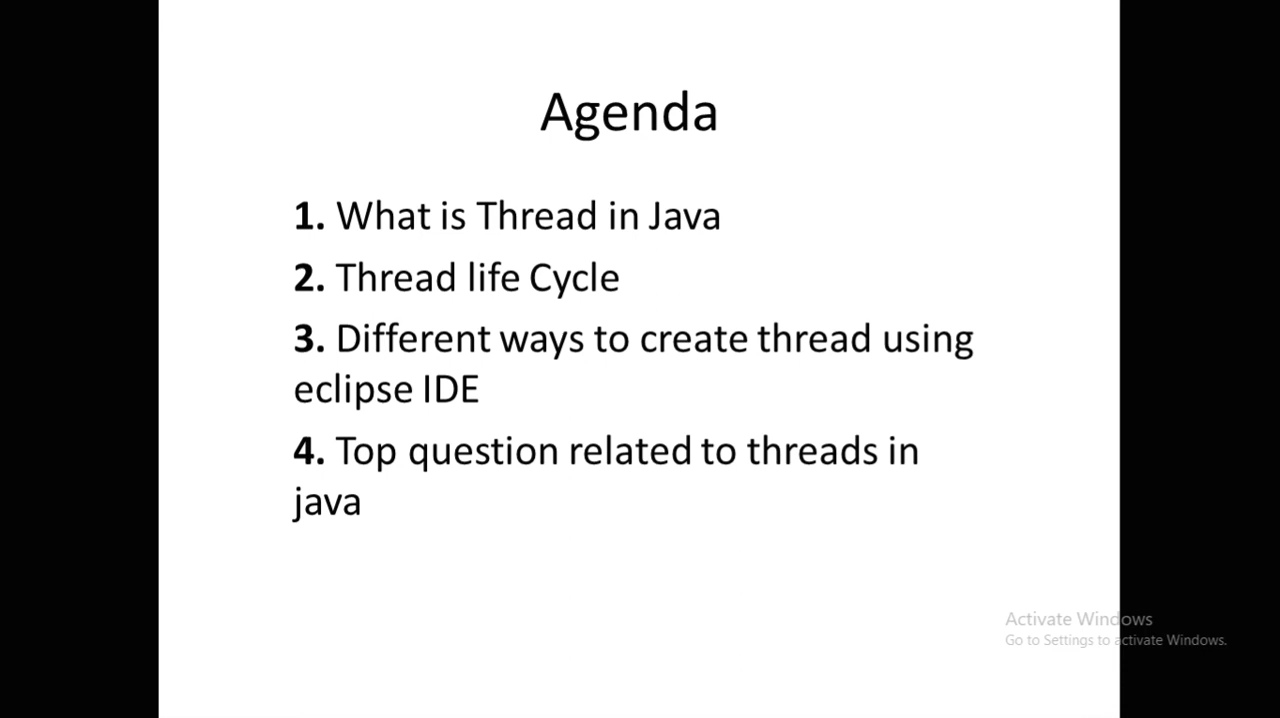 Agenda
1. What is Thread in Java
2. Thread life Cycle
3. Different ways to create thread using
eclipse IDE
4. Top question related to threads in
java
Activate Windows
Go to Settings to activate Windows.